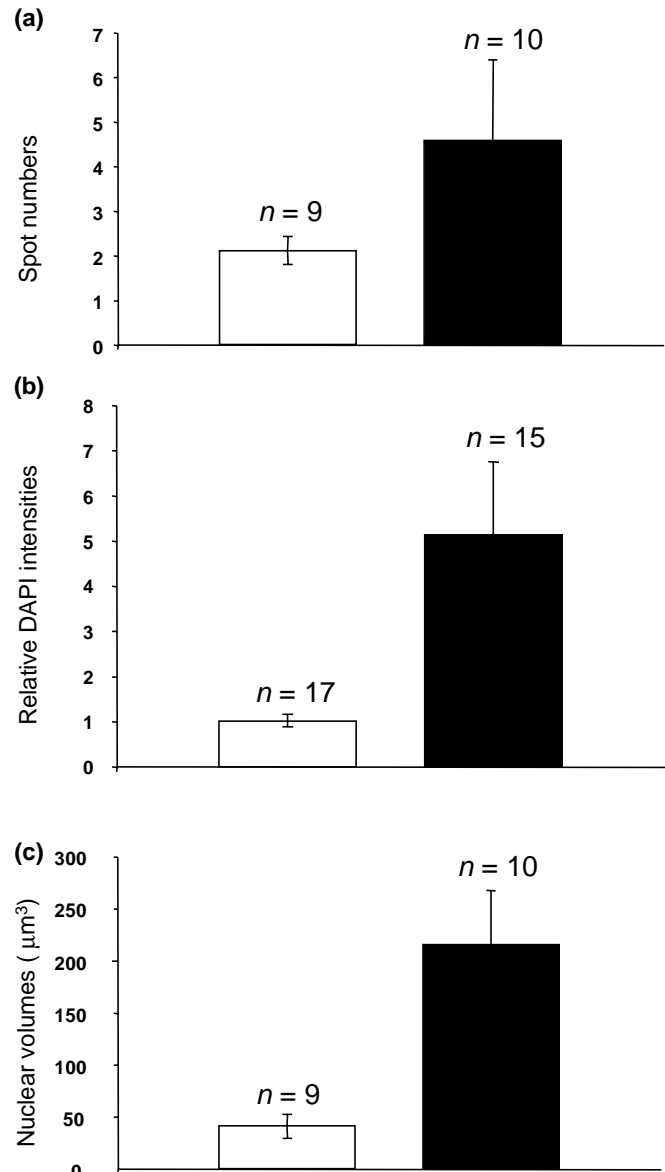 (a)
7
6
5
4
3
2
1
0
Spot numbers
n = 9
n = 10
(b)
8
7
6
5
4
3
2
1
0
Relative DAPI intensities
n = 17
n = 15
(c)
300
250
200
150
100
50
0
Nuclear volumes ( μm³)
n = 9
n = 10